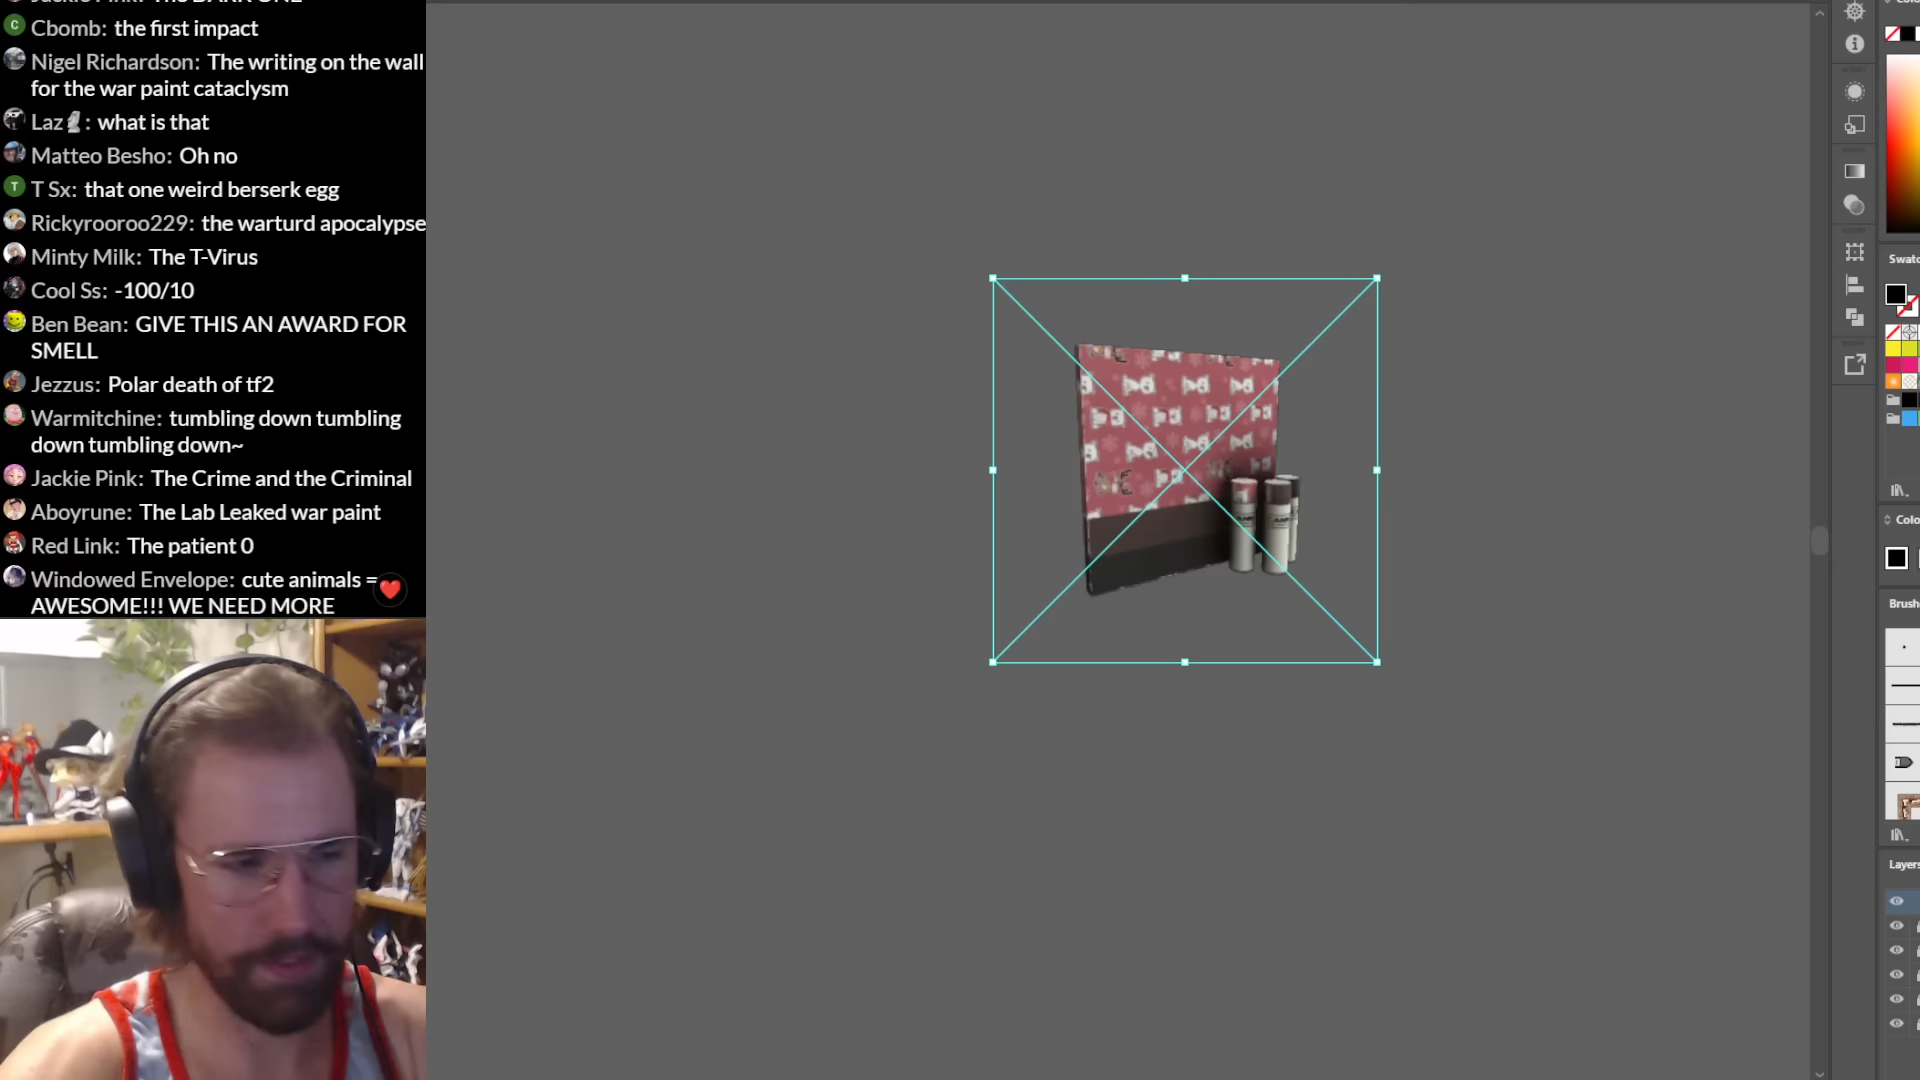 Cbomb: the first impact
Nigel Richardson: The writing on the wall
for the war paint cataclysm
Laz🗿: what is that
Matteo Besho: Oh no
T Sx: that one weird berserk egg
Rickyrooroo229: the warturd apocalypse
Minty Milk: The T-Virus
Cool Ss: -100/10
Ben Bean: GIVE THIS AN AWARD FOR
SMELL
Jezzus: Polar death of tf2
Warmitchine: tumbling down tumbling
down tumbling down~
Jackie Pink: The Crime and the Criminal
Aboyrune: The Lab Leaked war paint
Red Link: The patient 0
Windowed Envelope: cute animals =
AWESOME!!! WE NEED MORE
Swatc
Colo
Brush
Layers